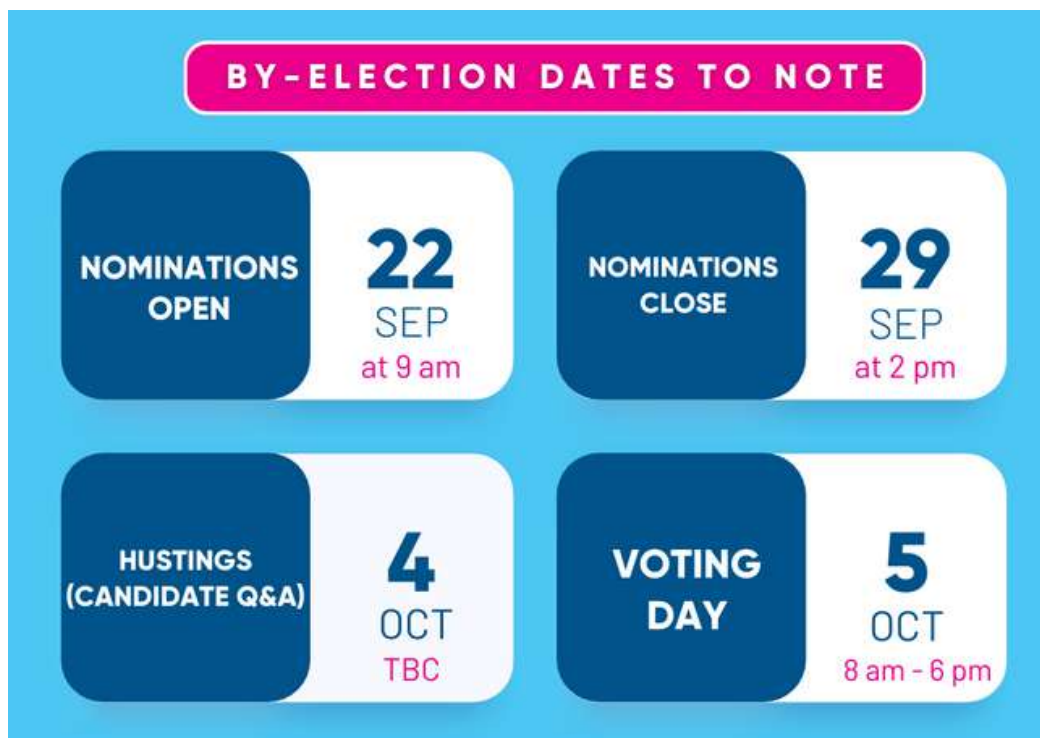 BY-ELECTION DATES TO NOTE
NOMINATIONS
OPEN
22
SEP
at 9 am
NOMINATIONS
CLOSE
29
SEP
at 2 pm
HUSTINGS
(CANDIDATE Q&A)
4
OCT
TBC
VOTING
DAY
5
OCT
8 am - 6 pm